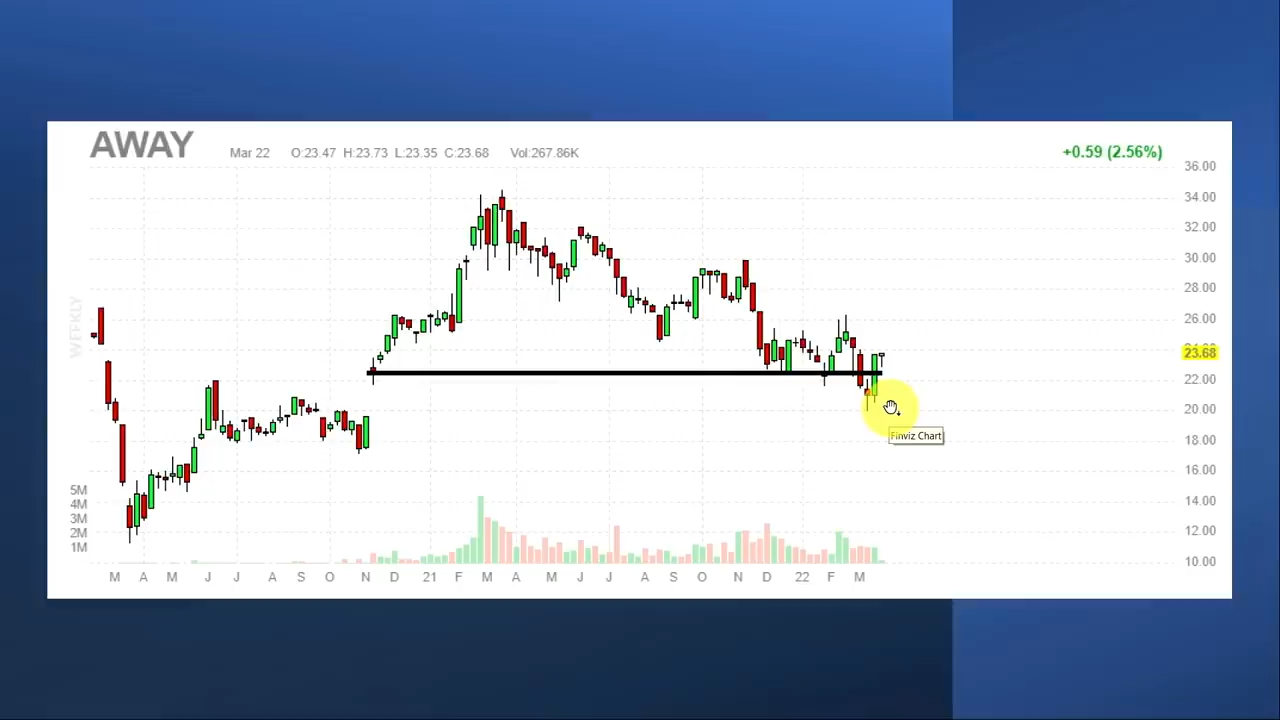 AWAY
Mar 22 O:23.47 H:23.73 L:23.35 C:23.68 Vol:267.86K
+0.59 (2.56%)
36.00
34.00
32.00
30.00
28.00
26.00
23.68
22.00
20.00
18.00
16.00
14.00
12.00
10.00
WEEKLY
5M
4M
3M
2M
1M
Finviz Chart
M A M J J A S O N D 21 F M A M J J A S O N D 22 F M